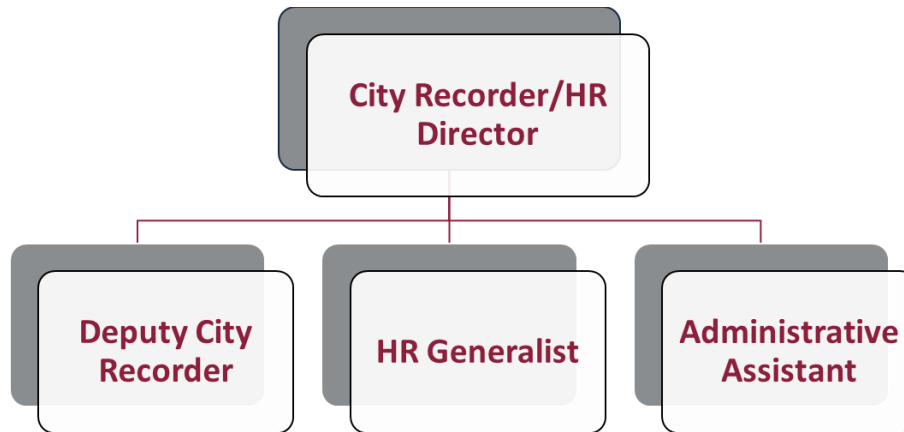 City Recorder/HR
Director
Deputy City
Recorder
HR Generalist
Administrative
Assistant